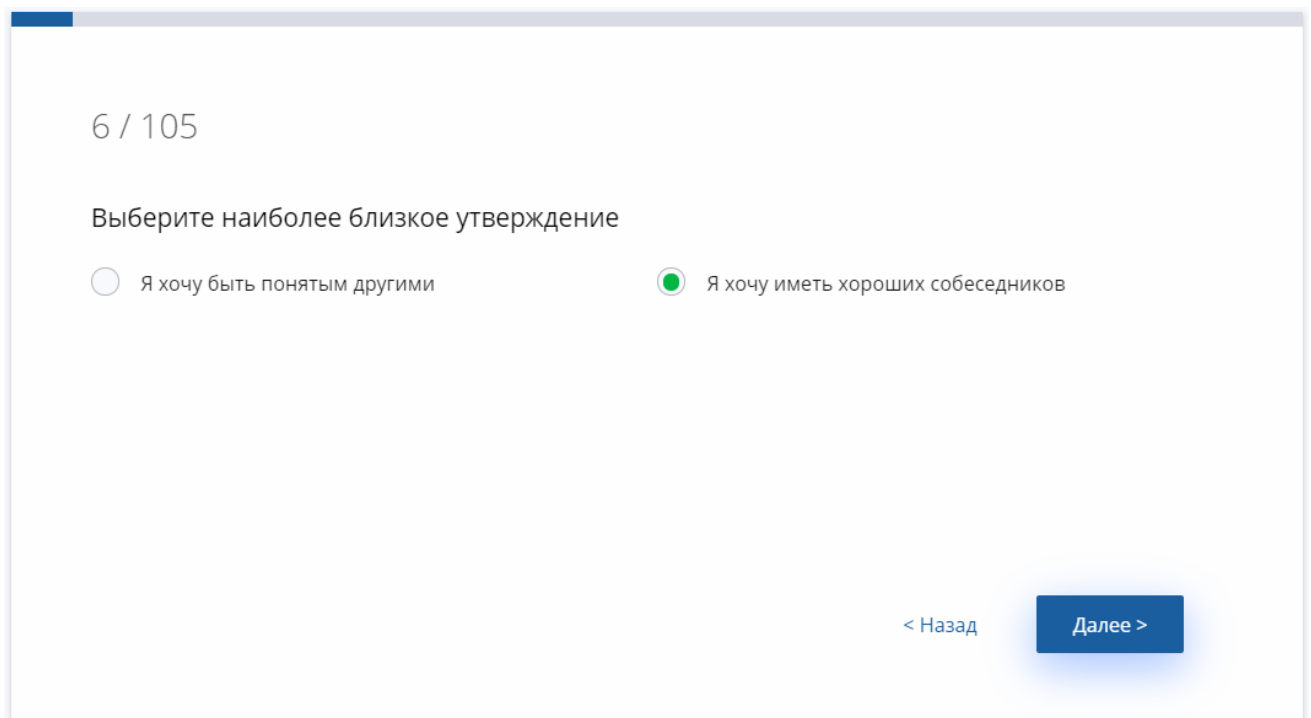 6 / 105
Выберите наиболее близкое утверждение
Я хочу быть понятым другими
Я хочу иметь хороших собеседников
< Назад
Далее >